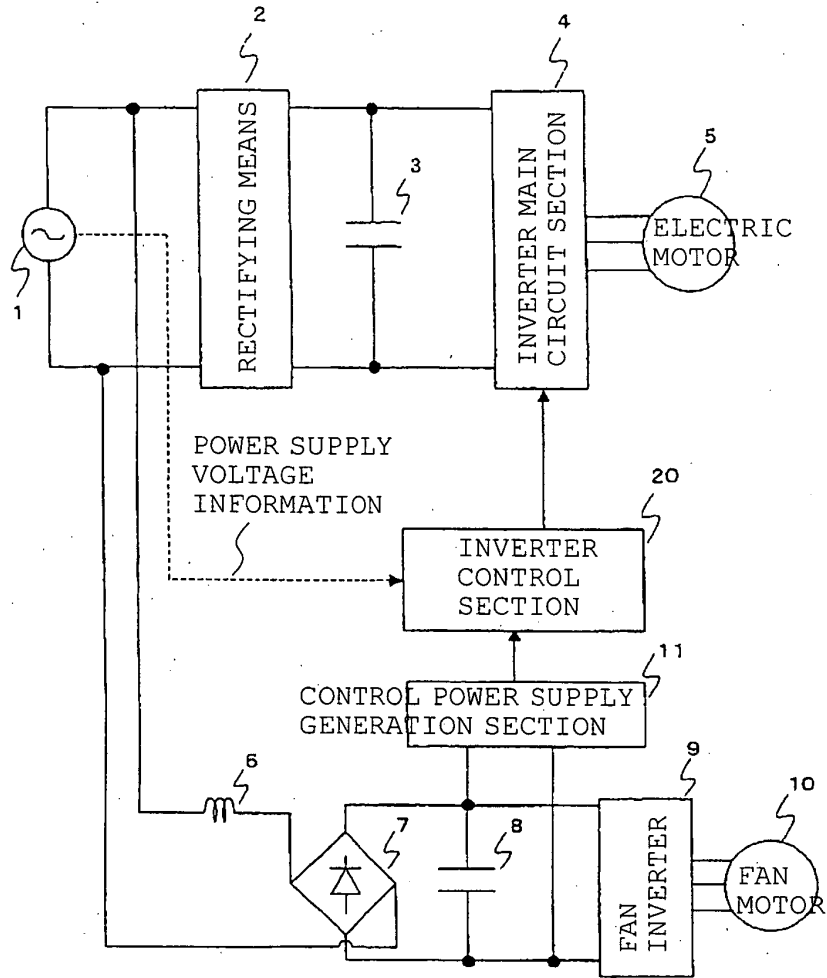 2
4
RECTIFYING MEANS
3
INVERTER MAIN
CIRCUIT SECTION
5
ELECTRIC
MOTOR
1
POWER SUPPLY
VOLTAGE
INFORMATION
20
INVERTER
CONTROL
SECTION
11
CONTROL POWER SUPPLY
GENERATION SECTION
6
7
8
9
FAN
INVERTER
10
FAN
MOTOR